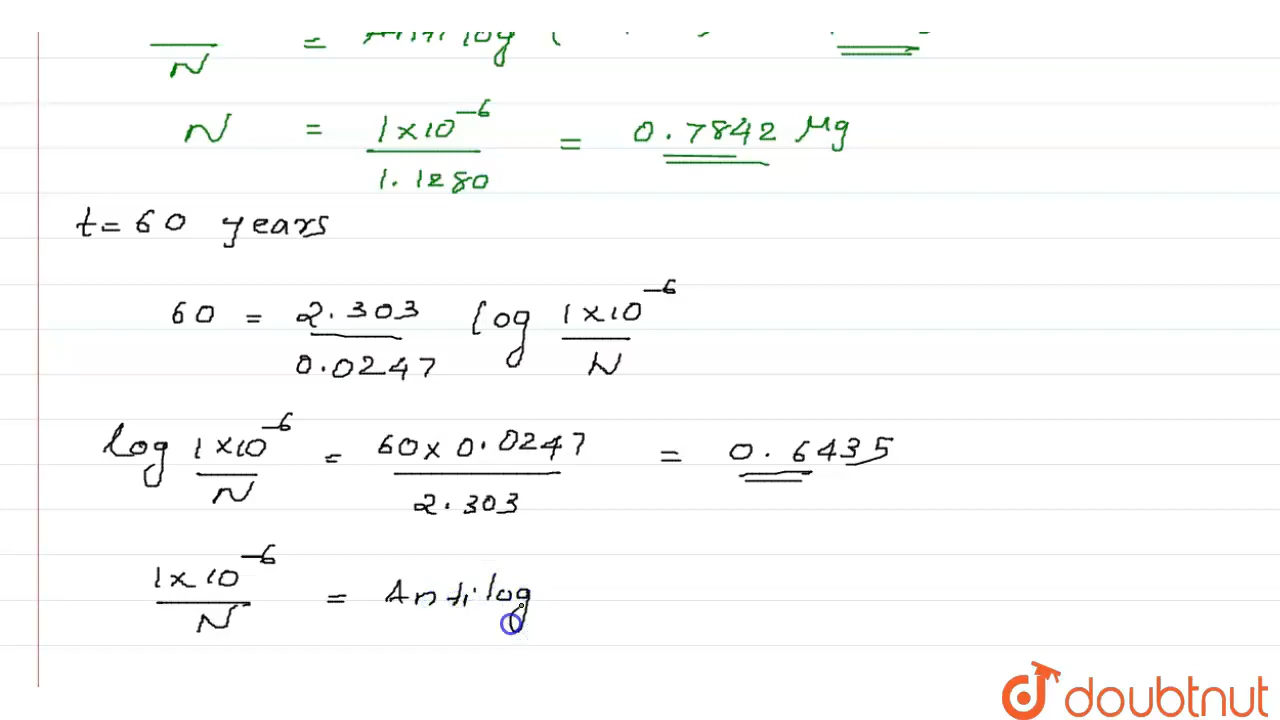 N = Antilog (
N = 1×10⁻⁶ / 1.1280 = 0.7842 µg
t = 60 years
60 = 2.303 / 0.0247 log 1×10⁻⁶ / N
log 1×10⁻⁶ / N = 60×0.0247 / 2.303 = 0.6435
1×10⁻⁶ / N = Antilog
doubtnut